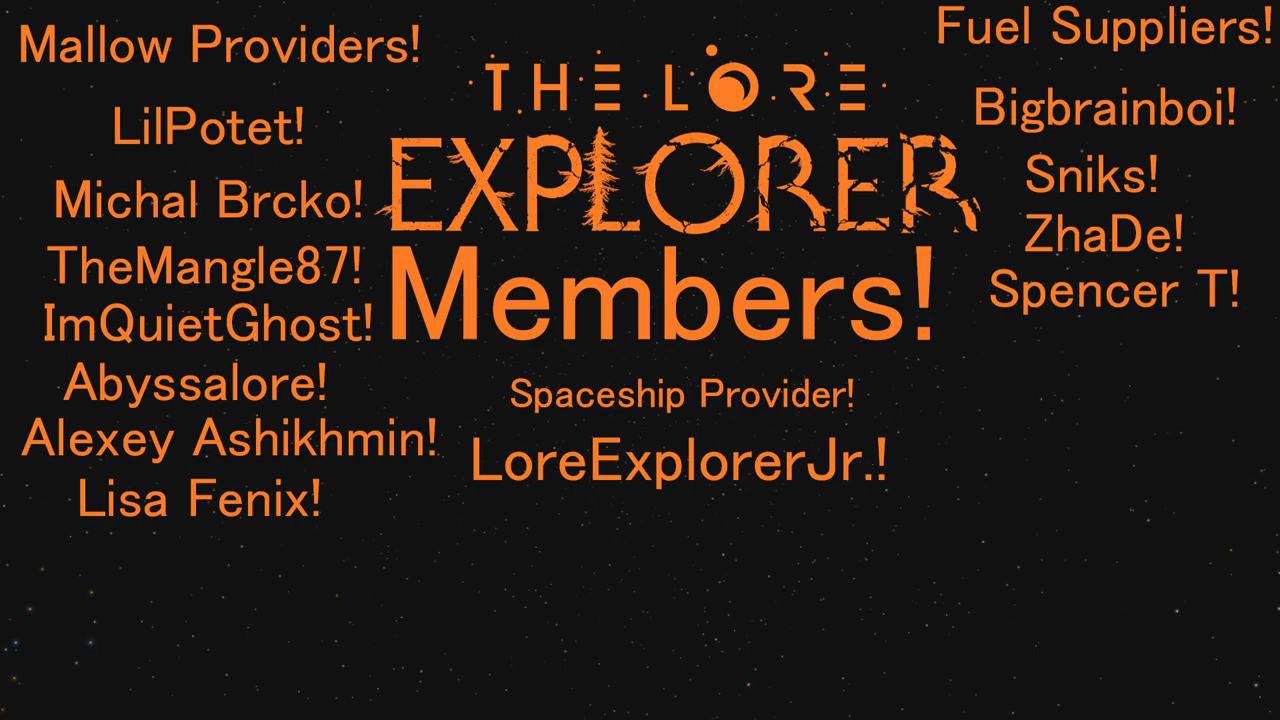 Mallow Providers!
LilPotet!
Michal Brcko!
TheMangle87!
ImQuietGhost!
Abyssalore!
Alexey Ashikhmin!
Lisa Fenix!
THE LORE
EXPLORER
Members!
Spaceship Provider!
LoreExplorerJr.!
Fuel Suppliers!
Bigbrainboi!
Sniks!
ZhaDe!
Spencer T!